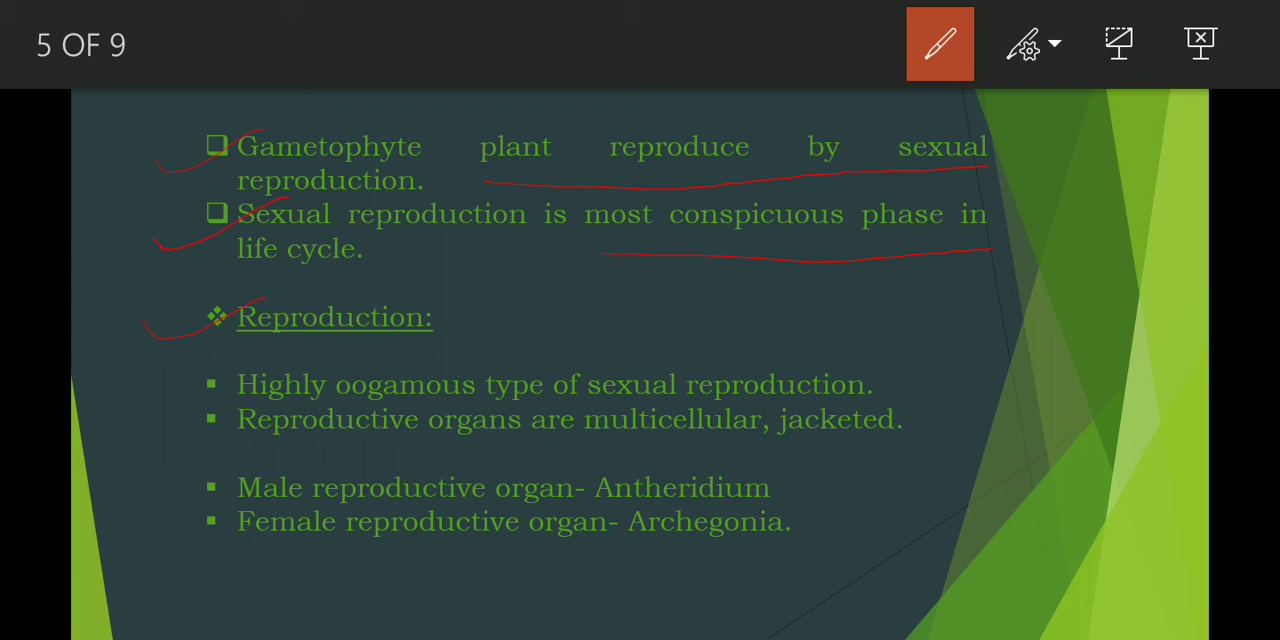 5 OF 9
❑ Gametophyte plant reproduce by sexual
reproduction.
❑ Sexual reproduction is most conspicuous phase in
life cycle.
❖ Reproduction:
▪ Highly oogamous type of sexual reproduction.
▪ Reproductive organs are multicellular, jacketed.
▪ Male reproductive organ- Antheridium
▪ Female reproductive organ- Archegonia.